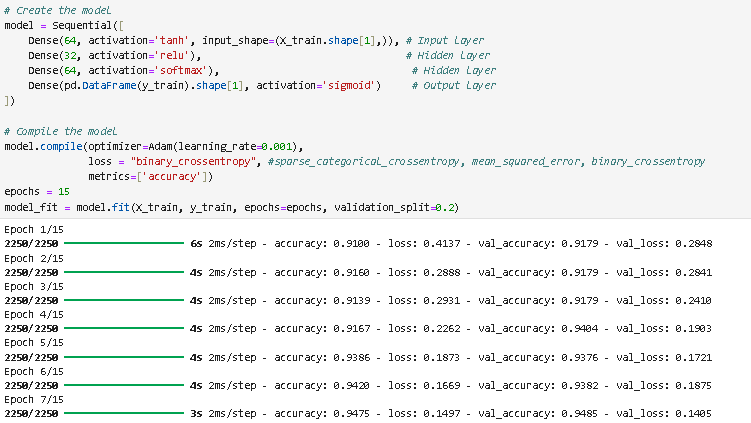 # Create the model
model = Sequential([
    Dense(64, activation='tanh', input_shape=(X_train.shape[1],)), # Input Layer
    Dense(32, activation='relu'),                                  # Hidden Layer
    Dense(64, activation='softmax'),                                # Hidden Layer
    Dense(pd.DataFrame(y_train).shape[1], activation='sigmoid')     # Output Layer
])
# Compile the model
model.compile(optimizer=Adam(learning_rate=0.001),
              loss = "binary_crossentropy", #sparse_categorical_crossentropy, mean_squared_error, binary_crossentropy
              metrics=['accuracy'])
epochs = 15
model_fit = model.fit(X_train, y_train, epochs=epochs, validation_split=0.2)
Epoch 1/15
2250/2250 6s 2ms/step - accuracy: 0.9100 - loss: 0.4137 - val_accuracy: 0.9179 - val_loss: 0.2848
Epoch 2/15
2250/2250 4s 2ms/step - accuracy: 0.9160 - loss: 0.2888 - val_accuracy: 0.9179 - val_loss: 0.2841
Epoch 3/15
2250/2250 4s 2ms/step - accuracy: 0.9139 - loss: 0.2931 - val_accuracy: 0.9179 - val_loss: 0.2410
Epoch 4/15
2250/2250 4s 2ms/step - accuracy: 0.9167 - loss: 0.2262 - val_accuracy: 0.9404 - val_loss: 0.1903
Epoch 5/15
2250/2250 4s 2ms/step - accuracy: 0.9386 - loss: 0.1873 - val_accuracy: 0.9376 - val_loss: 0.1721
Epoch 6/15
2250/2250 4s 2ms/step - accuracy: 0.9420 - loss: 0.1669 - val_accuracy: 0.9382 - val_loss: 0.1875
Epoch 7/15
2250/2250 3s 2ms/step - accuracy: 0.9475 - loss: 0.1497 - val_accuracy: 0.9485 - val_loss: 0.1405